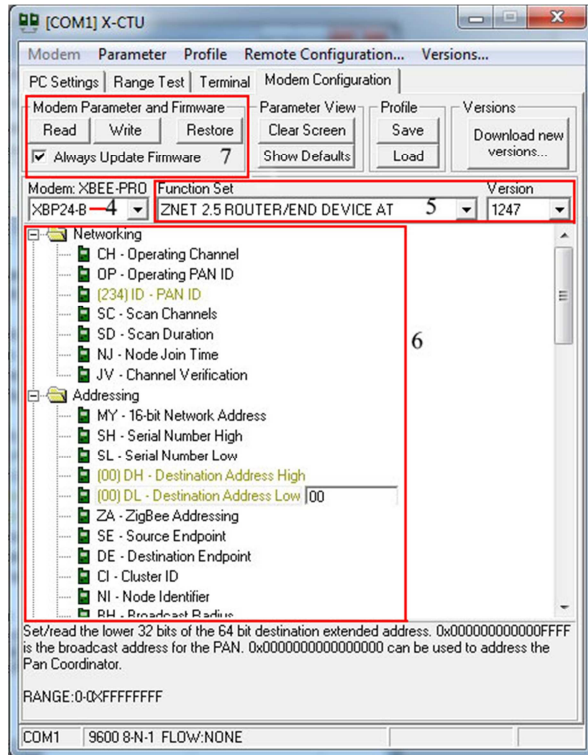 [COM1] X-CTU
Modem Parameter Profile Remote Configuration... Versions...
PC Settings Range Test Terminal Modem Configuration
Modem Parameter and Firmware Parameter View Profile Versions
Read Write Restore Clear Screen Save Download new versions...
Always Update Firmware 7 Show Defaults Load
Modem: XBEE-PRO Function Set Version
XBP24-B 4 ZNET 2.5 ROUTER/END DEVICE AT 5 1247
Networking
CH - Operating Channel
OP - Operating PAN ID
(234) ID - PAN ID
SC - Scan Channels
SD - Scan Duration
6
NJ - Node Join Time
JV - Channel Verification
Addressing
MY - 16-bit Network Address
SH - Serial Number High
SL - Serial Number Low
(00) DH - Destination Address High
(00) DL - Destination Address Low 00
ZA - ZigBee Addressing
SE - Source Endpoint
DE - Destination Endpoint
CI - Cluster ID
NI - Node Identifier
BH - Broadcast Radius
Set/read the lower 32 bits of the 64 bit destination extended address. 0x000000000000FFFF
is the broadcast address for the PAN. 0x0000000000000000 can be used to address the
Pan Coordinator.
RANGE:0-0XFFFFFFFF
COM1 9600 8-N-1 FLOW:NONE